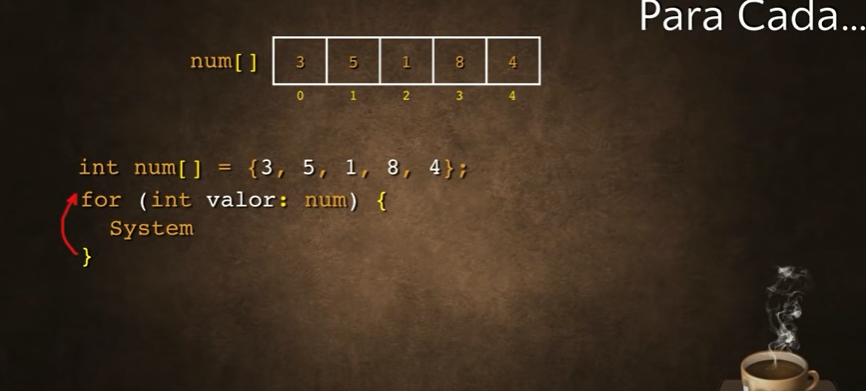 Para Cada...
num[] 3 5 1 8 4
0 1 2 3 4
int num[] = {3, 5, 1, 8, 4};
for (int valor: num) {
System
}